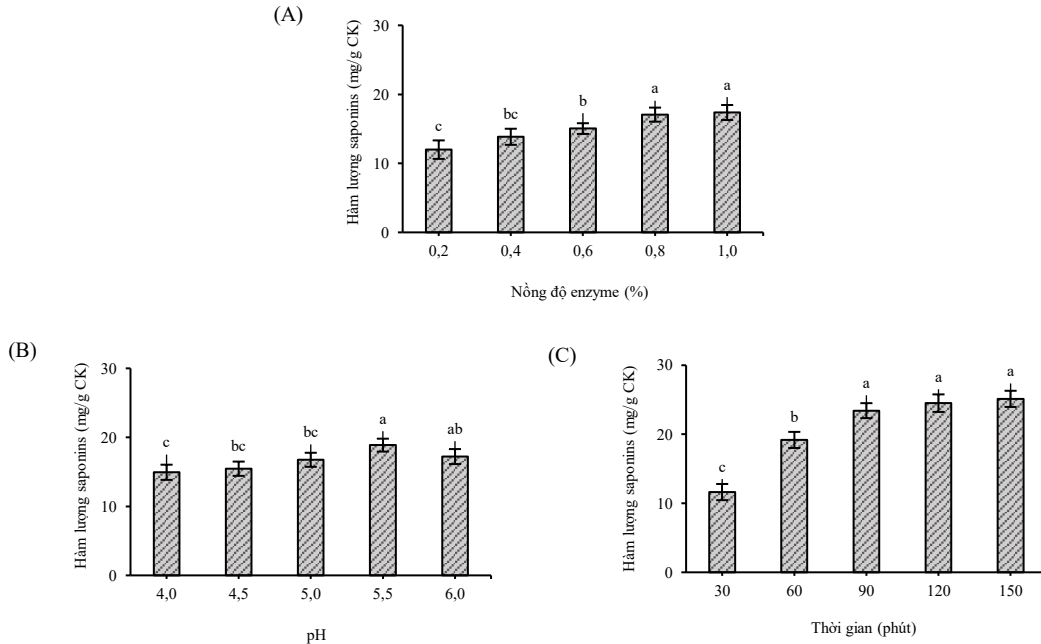 (A)
Hàm lượng saponins (mg/g CK)
30
20
10
0
c
bc
b
a
a
0,2
0,4
0,6
0,8
1,0
Nồng độ enzyme (%)
(B)
Hàm lượng saponins (mg/g CK)
30
20
10
0
c
bc
bc
a
ab
4,0
4,5
5,0
5,5
6,0
pH
(C)
Hàm lượng saponins (mg/g CK)
30
20
10
0
c
b
a
a
a
30
60
90
120
150
Thời gian (phút)